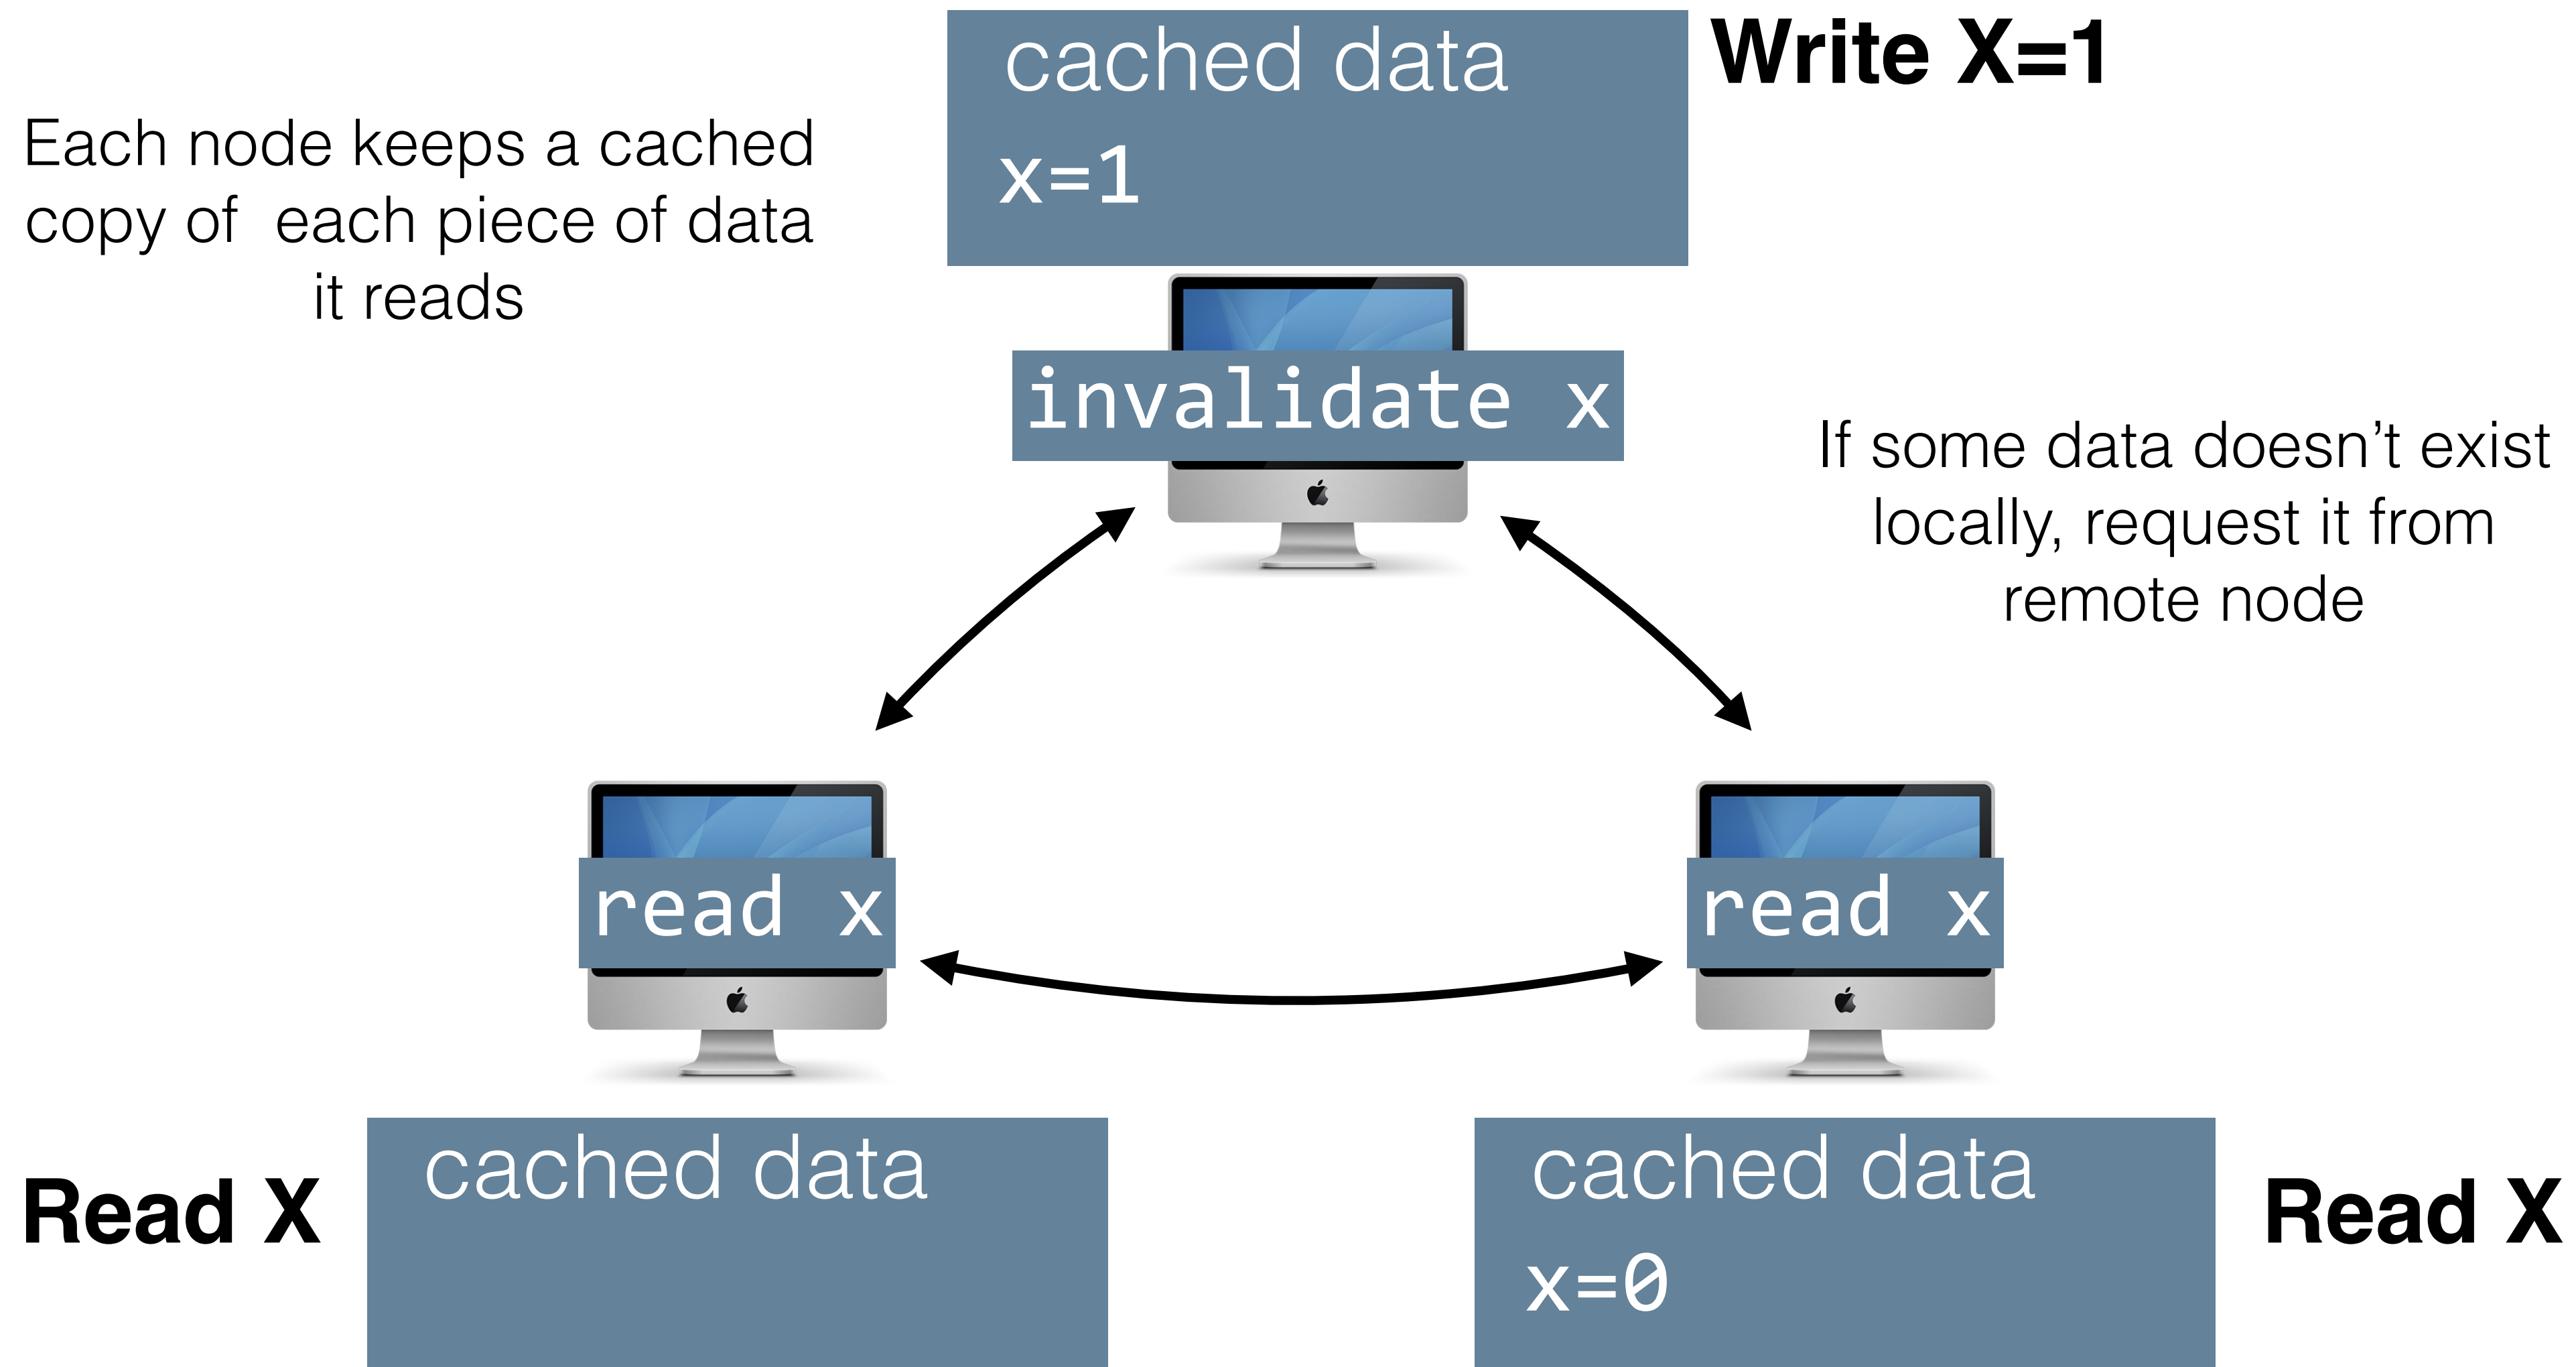 cached data
x=1
Write X=1
Each node keeps a cached
copy of  each piece of data
it reads
invalidate x
If some data doesn’t exist
locally, request it from
remote node
read x
read x
Read X
cached data
cached data
x=0
Read X